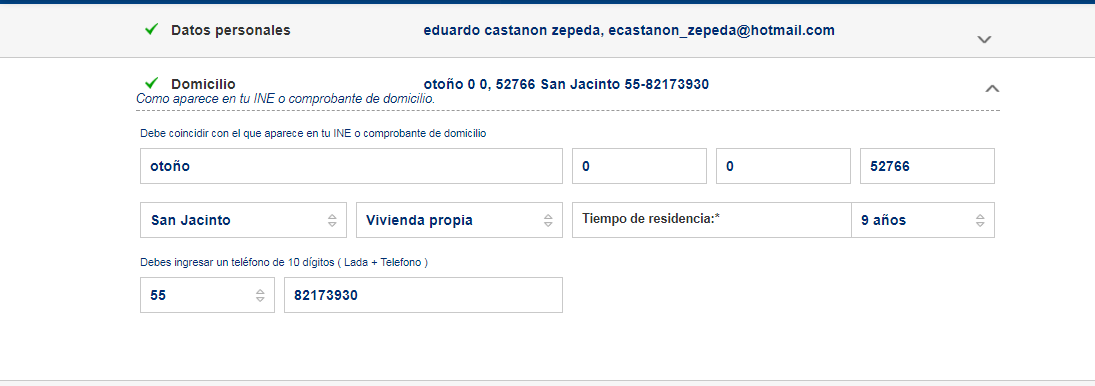 Datos personales eduardo castanon zepeda, ecastanon_zepeda@hotmail.com
Domicilio otoño 0 0, 52766 San Jacinto 55-82173930
Como aparece en tu INE o comprobante de domicilio.
Debe coincidir con el que aparece en tu INE o comprobante de domicilio
otoño 0 0 52766
San Jacinto Vivienda propia Tiempo de residencia:* 9 años
Debes ingresar un teléfono de 10 dígitos ( Lada + Telefono )
55 82173930